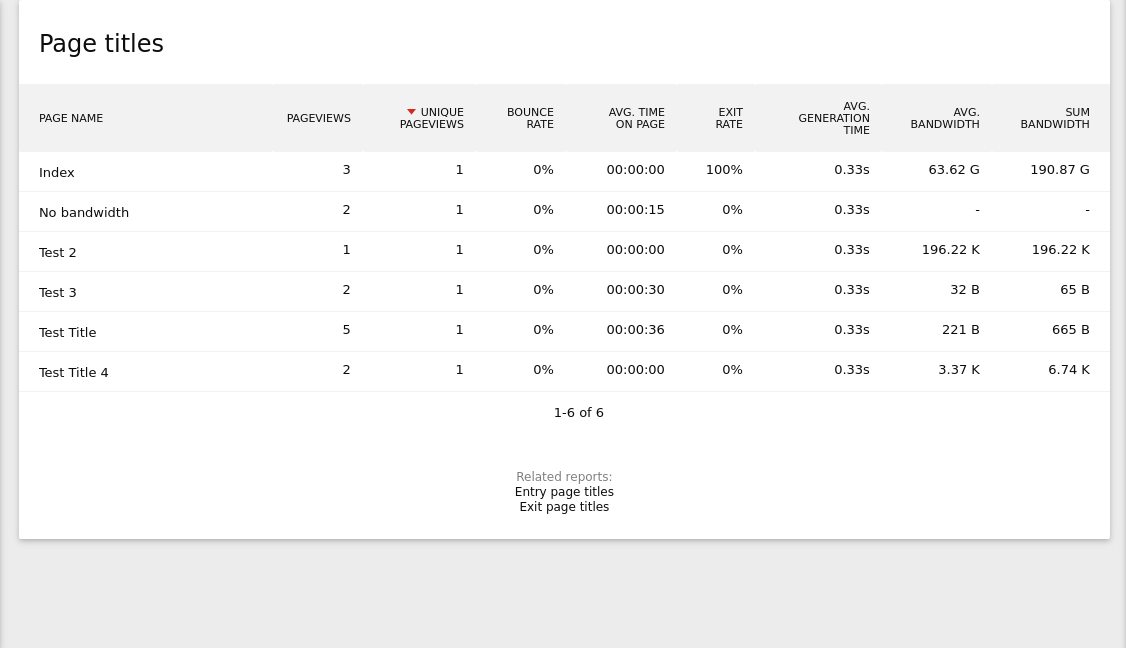 Page titles
PAGE NAME PAGEVIEWS UNIQUE PAGEVIEWS BOUNCE RATE AVG. TIME ON PAGE EXIT RATE AVG. GENERATION TIME AVG. BANDWIDTH SUM BANDWIDTH
Index 3 1 0% 00:00:00 100% 0.33s 63.62 G 190.87 G
No bandwidth 2 1 0% 00:00:15 0% 0.33s - -
Test 2 1 1 0% 00:00:00 0% 0.33s 196.22 K 196.22 K
Test 3 2 1 0% 00:00:30 0% 0.33s 32 B 65 B
Test Title 5 1 0% 00:00:36 0% 0.33s 221 B 665 B
Test Title 4 2 1 0% 00:00:00 0% 0.33s 3.37 K 6.74 K
1-6 of 6
Related reports:
Entry page titles
Exit page titles